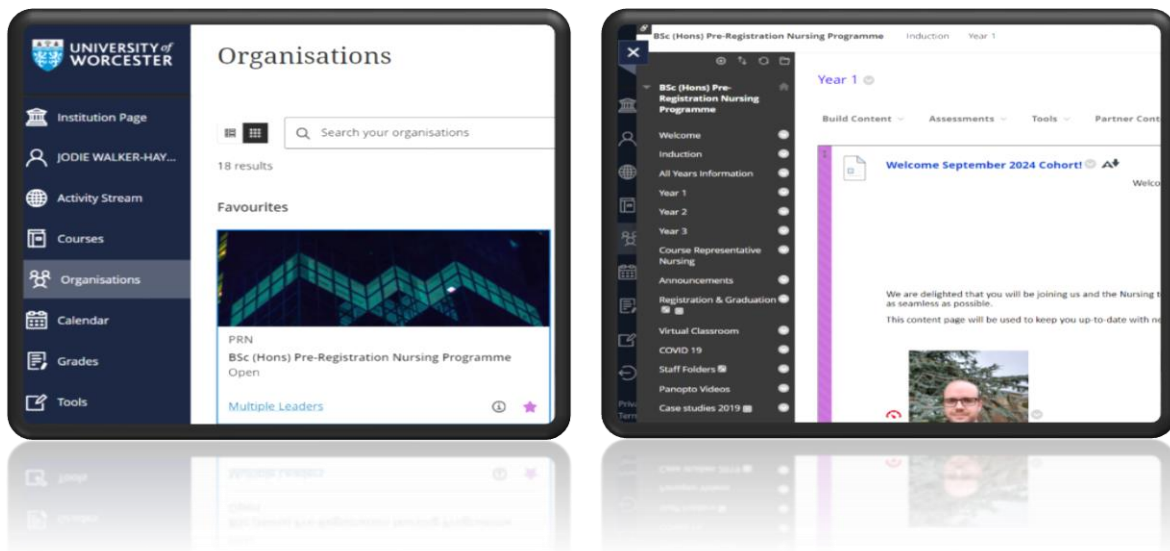 UNIVERSITY of
WORCESTER
Institution Page
JODIE WALKER-HAY...
Activity Stream
Courses
Organisations
Calendar
Grades
Tools
Organisations
Search your organisations
18 results
Favourites
PRN
BSc (Hons) Pre-Registration Nursing Programme
Open
Multiple Leaders
BSc (Hons) Pre-Registration Nursing Programme Induction Year 1
BSc (Hons) Pre-
Registration Nursing
Programme
Welcome
Induction
All Years Information
Year 1
Year 2
Year 3
Course Representative
Nursing
Announcements
Registration & Graduation
Virtual Classroom
COVID 19
Staff Folders
Panopto Videos
Case studies 2019
Year 1
Build Content Assessments Tools Partner Cont
Welcome September 2024 Cohort!
Welco
We are delighted that you will be joining us and the Nursing t
as seamless as possible.
This content page will be used to keep you up-to-date with ne